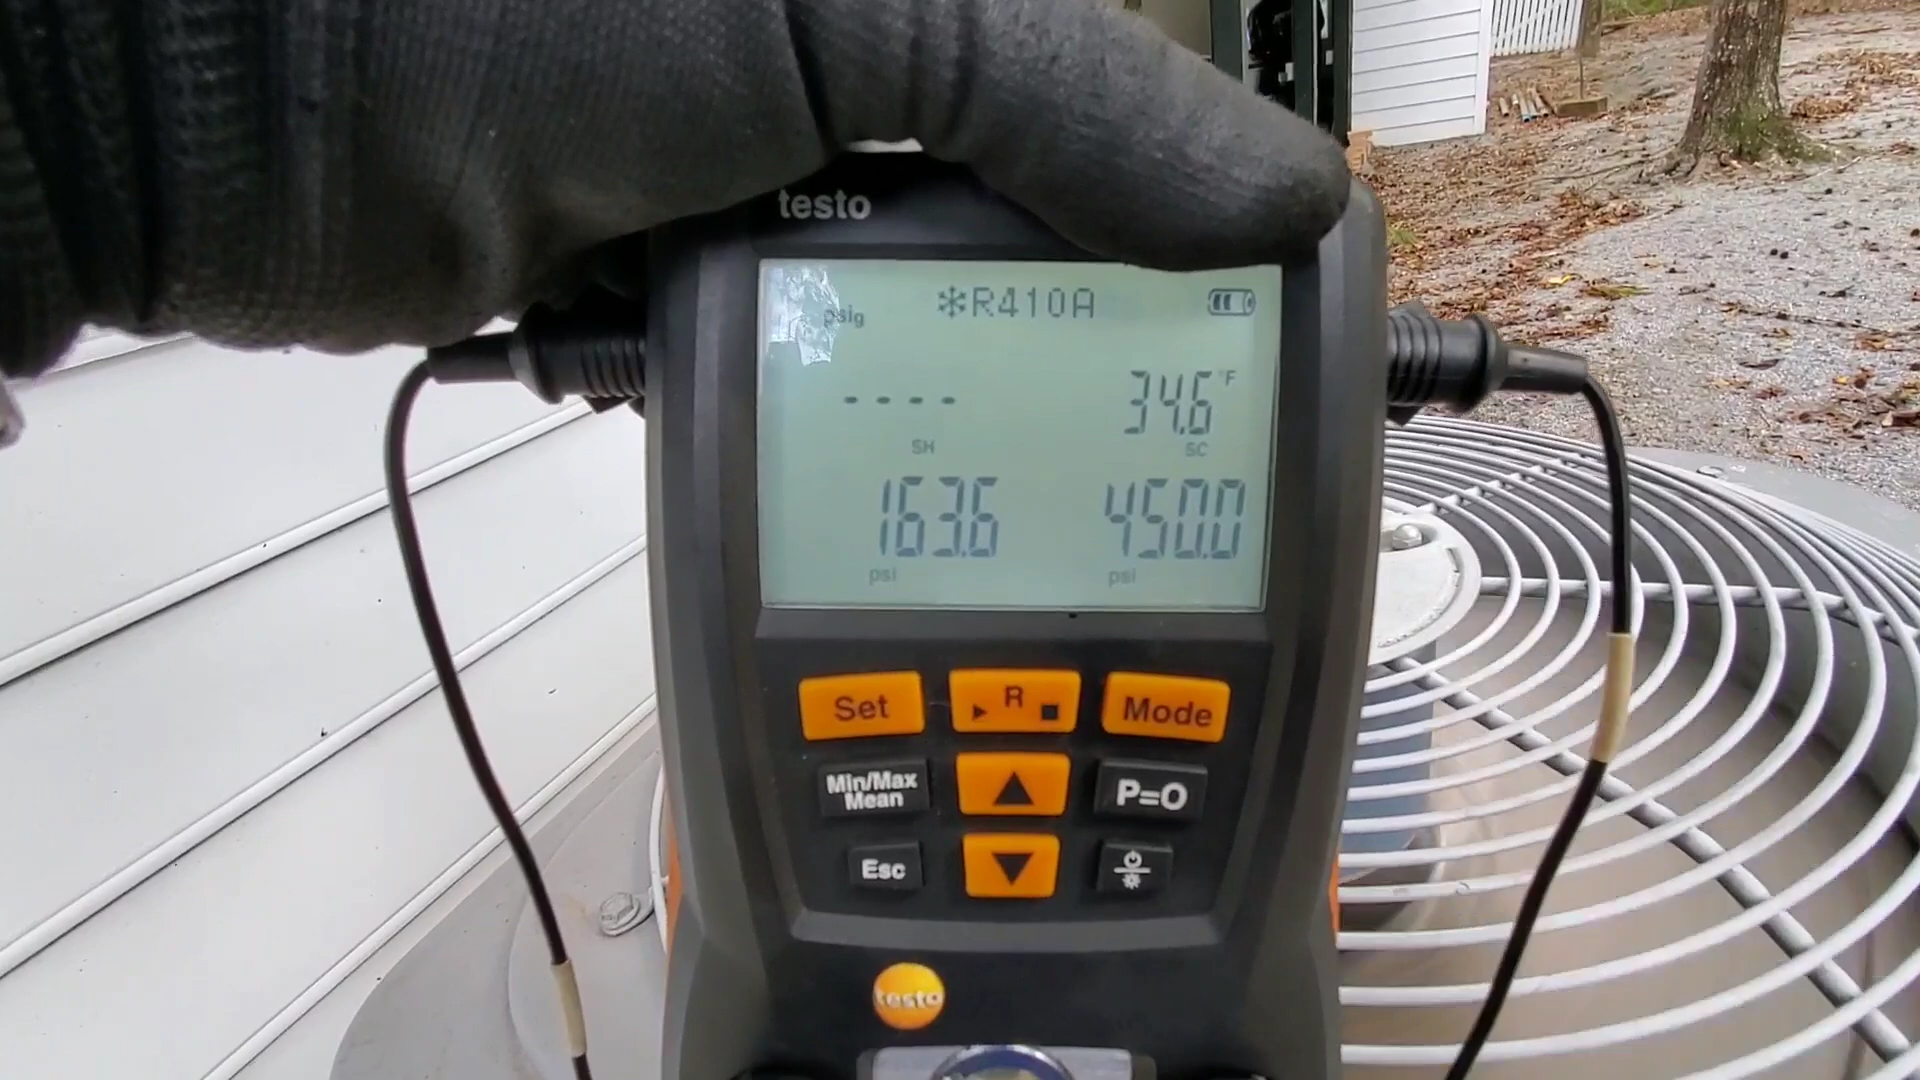 testo
psig ❄R410A
---- 34.6 °F
SH SC
163.6 450.0
psi psi
Set R Mode
Min/Max
Mean
P=O
Esc
testo